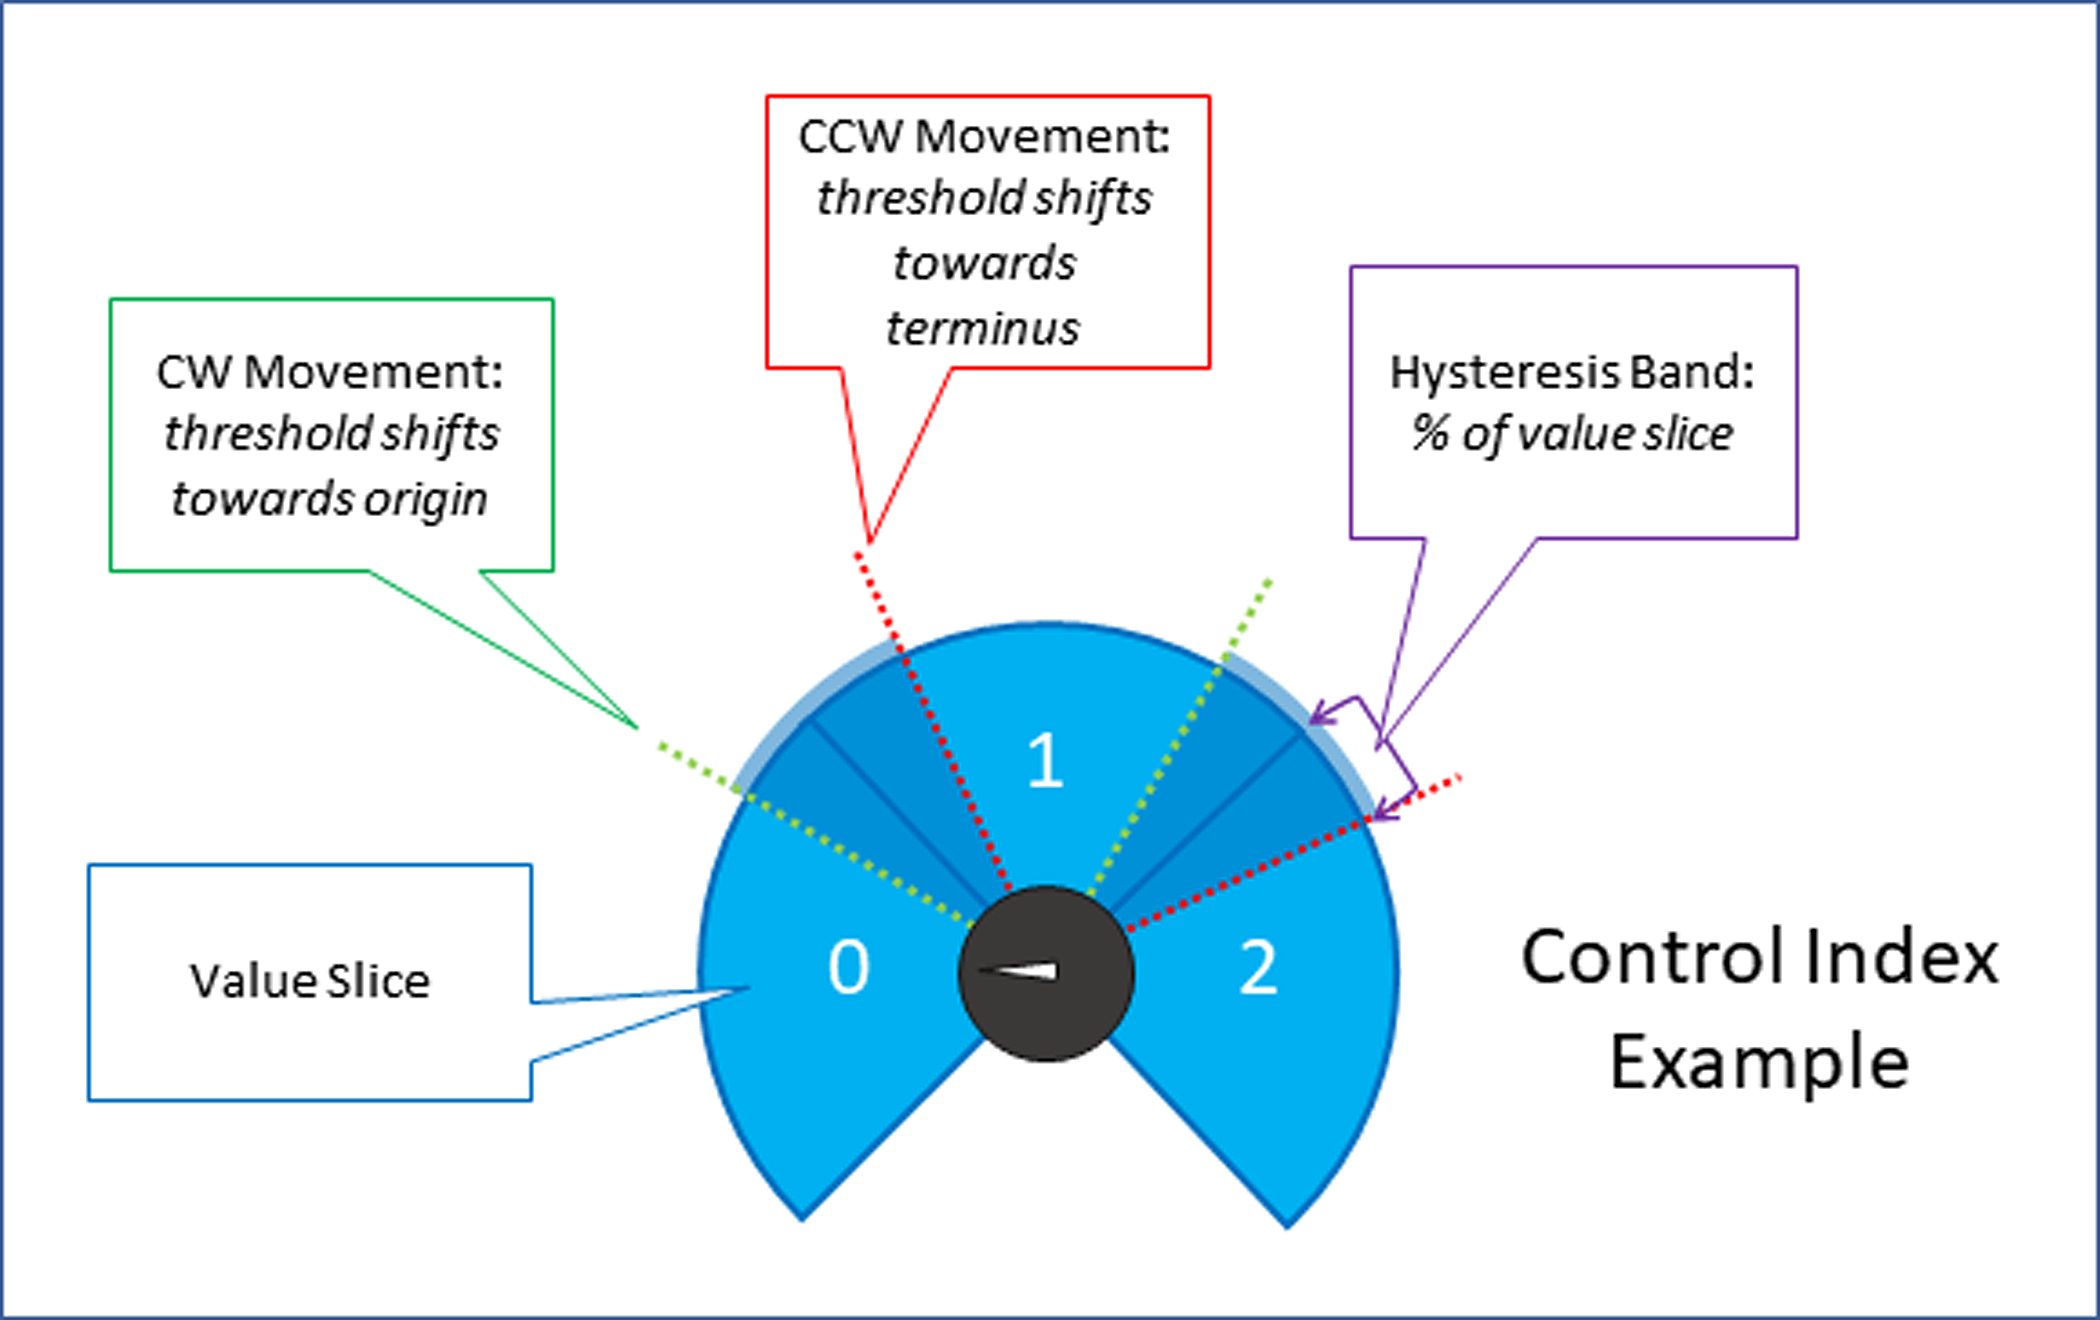 CCW Movement:
threshold shifts
towards
terminus
CW Movement:
threshold shifts
towards origin
Hysteresis Band:
% of value slice
1
0
2
Value Slice
Control Index
Example